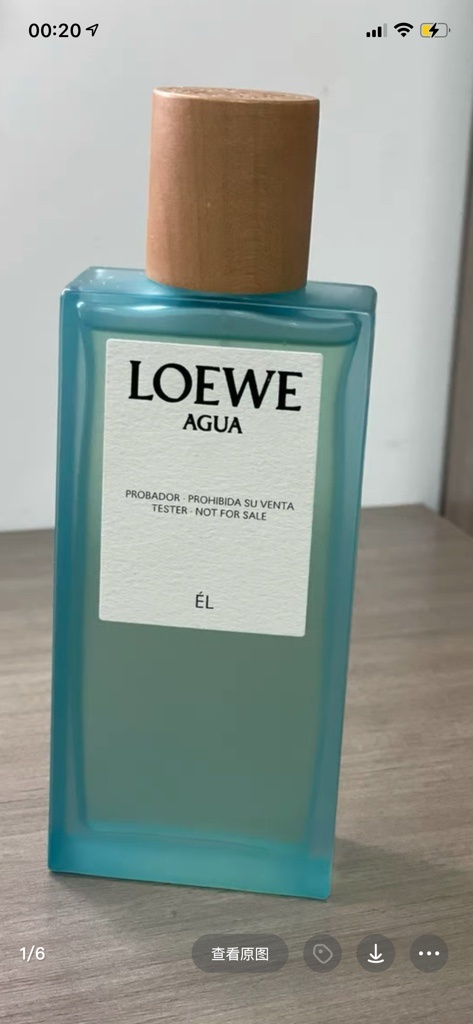 00:20
LOEWE
AGUA
PROBADOR · PROHIBIDA SU VENTA
TESTER · NOT FOR SALE
ÉL
1/6
查看原图